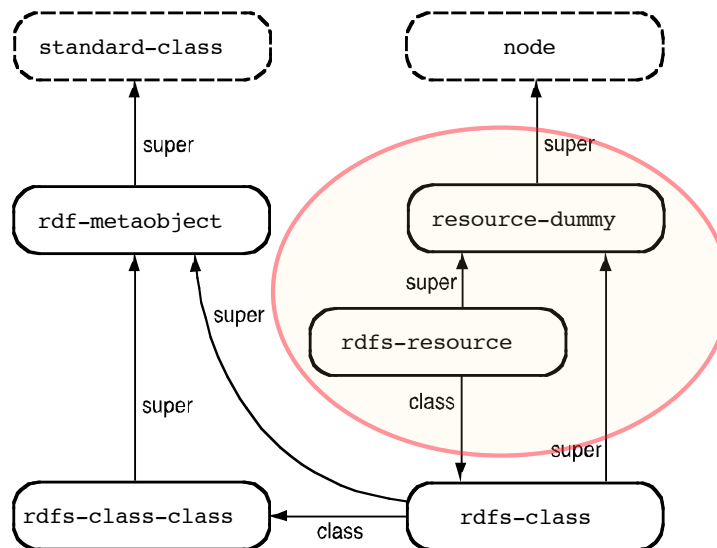 standard-class
node
super
super
rdf-metaobject
resource-dummy
super
super
rdfs-resource
super
class
super
rdfs-class-class
class
rdfs-class